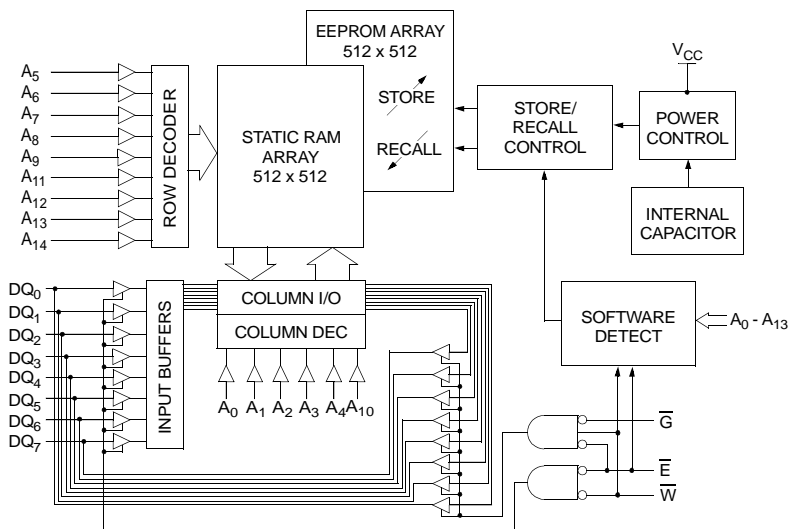 EEPROM ARRAY
512 x 512
STORE
RECALL
STATIC RAM
ARRAY
512 x 512
ROW DECODER
A5
A6
A7
A8
A9
A11
A12
A13
A14
STORE/
RECALL
CONTROL
VCC
POWER
CONTROL
INTERNAL
CAPACITOR
SOFTWARE
DETECT
A0 - A13
COLUMN I/O
COLUMN DEC
A0 A1 A2 A3 A4 A10
INPUT BUFFERS
DQ0
DQ1
DQ2
DQ3
DQ4
DQ5
DQ6
DQ7
G̅
E̅
W̅